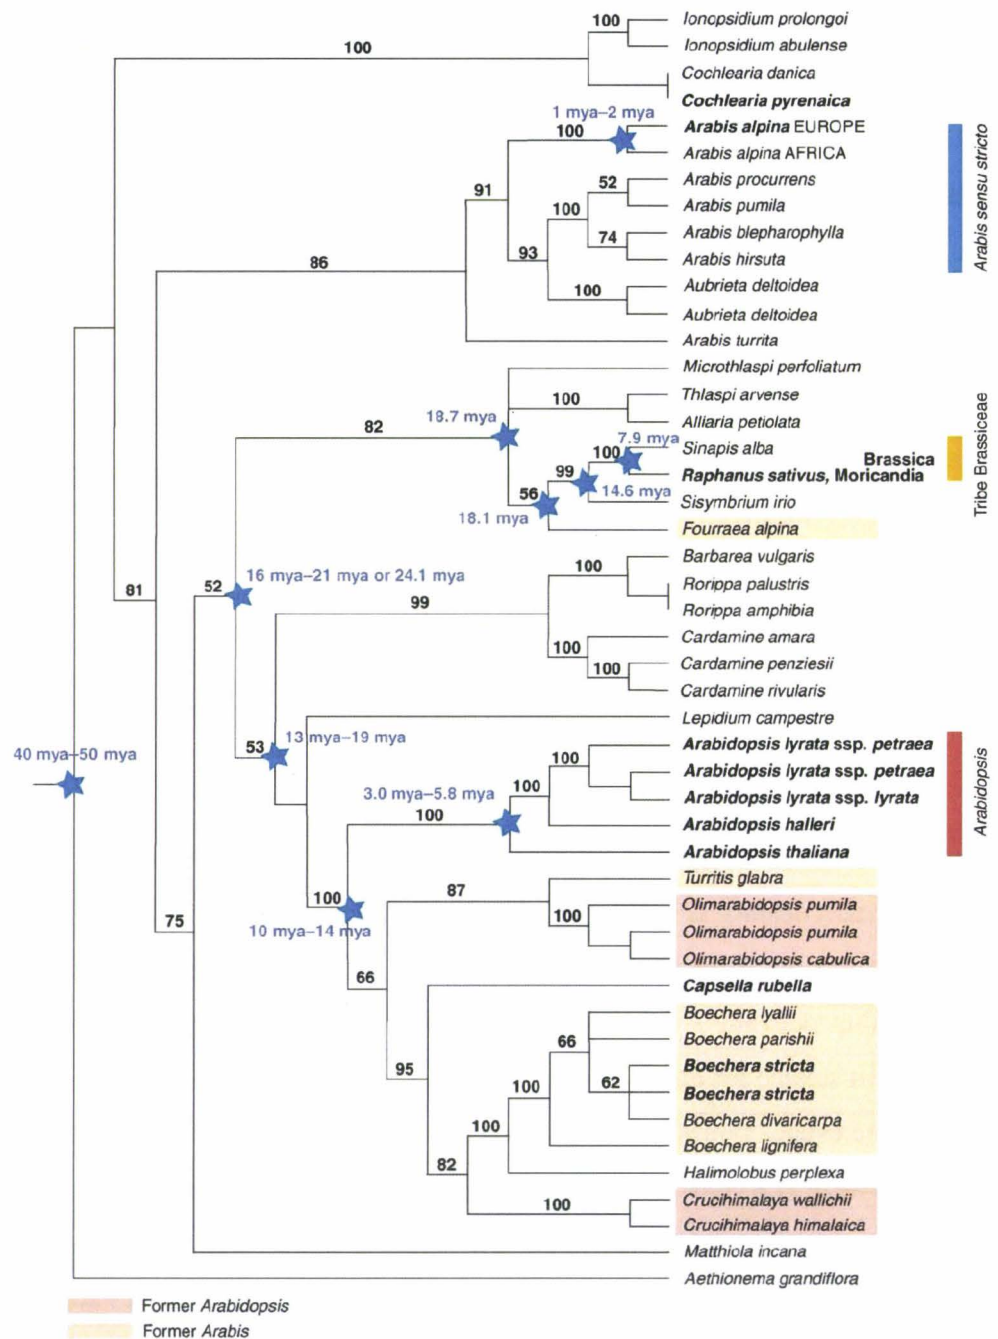 100
Ionopsidium prolongoi
100
Ionopsidium abulense
Cochlearia danica
Cochlearia pyrenaica
1 mya–2 mya
100
Arabis alpina EUROPE
Arabis alpina AFRICA
52
Arabis procurrens
91
100
Arabis pumila
74
Arabis blepharophylla
93
Arabis hirsuta
86
100
Aubrieta deltoidea
Aubrieta deltoidea
Arabis turrita
Arabis sensu stricto
Microthlaspi perfoliatum
100
Thlaspi arvense
18.7 mya
82
Alliaria petiolata
7.9 mya
100
Sinapis alba
Brassica
99
Raphanus sativus, Moricandia
14.6 mya
56
Sisymbrium irio
18.1 mya
Fourraea alpina
Tribe Brassiceae
Barbarea vulgaris
100
16 mya–21 mya or 24.1 mya
81
52
Rorippa palustris
99
Rorippa amphibia
Cardamine amara
100
100
Cardamine penziesii
Cardamine rivularis
Lepidium campestre
53
13 mya–19 mya
40 mya–50 mya
100
Arabidopsis lyrata ssp. petraea
Arabidopsis lyrata ssp. petraea
3.0 mya–5.8 mya
100
Arabidopsis lyrata ssp. lyrata
100
Arabidopsis halleri
Arabidopsis thaliana
Arabidopsis
Turritis glabra
87
100
Olimarabidopsis pumila
100
75
10 mya–14 mya
Olimarabidopsis pumila
Olimarabidopsis cabulica
66
Capsella rubella
Boechera lyallii
66
Boechera parishii
95
Boechera stricta
100
62
Boechera stricta
Boechera divaricarpa
100
Boechera lignifera
82
Halimolobus perplexa
100
Crucihimalaya wallichii
Crucihimalaya himalaica
Matthiola incana
Aethionema grandiflora
Former Arabidopsis
Former Arabis